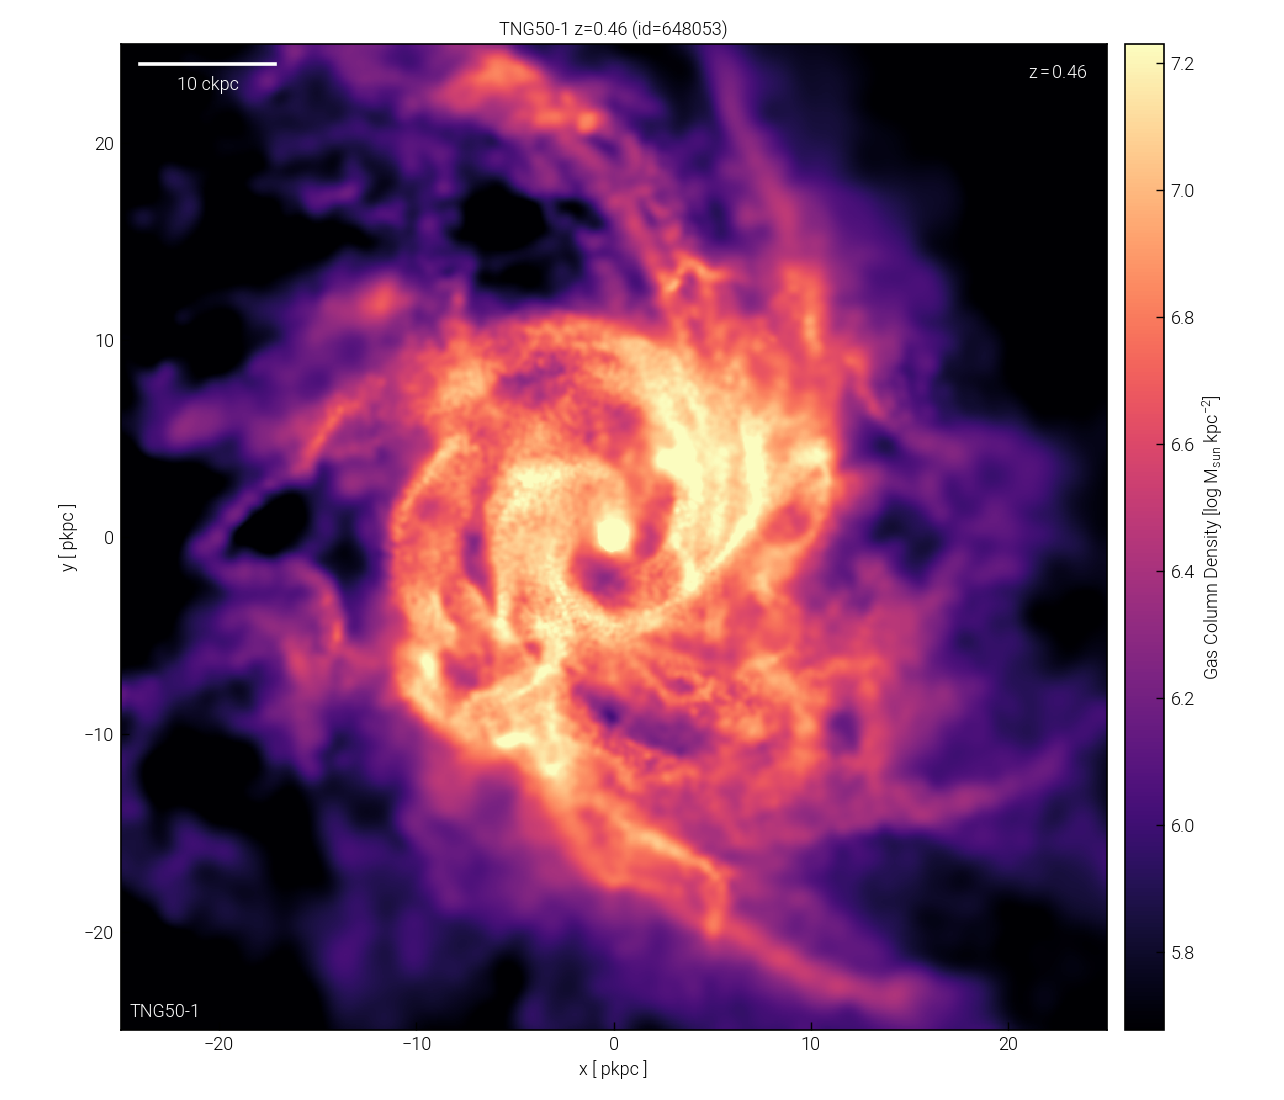 TNG50-1 z=0.46 (id=648053)
10 ckpc
z = 0.46
TNG50-1
20
10
0
−10
−20
y [ pkpc ]
−20
−10
0
10
20
x [ pkpc ]
7.2
7.0
6.8
6.6
6.4
6.2
6.0
5.8
Gas Column Density [log M_sun kpc^−2]